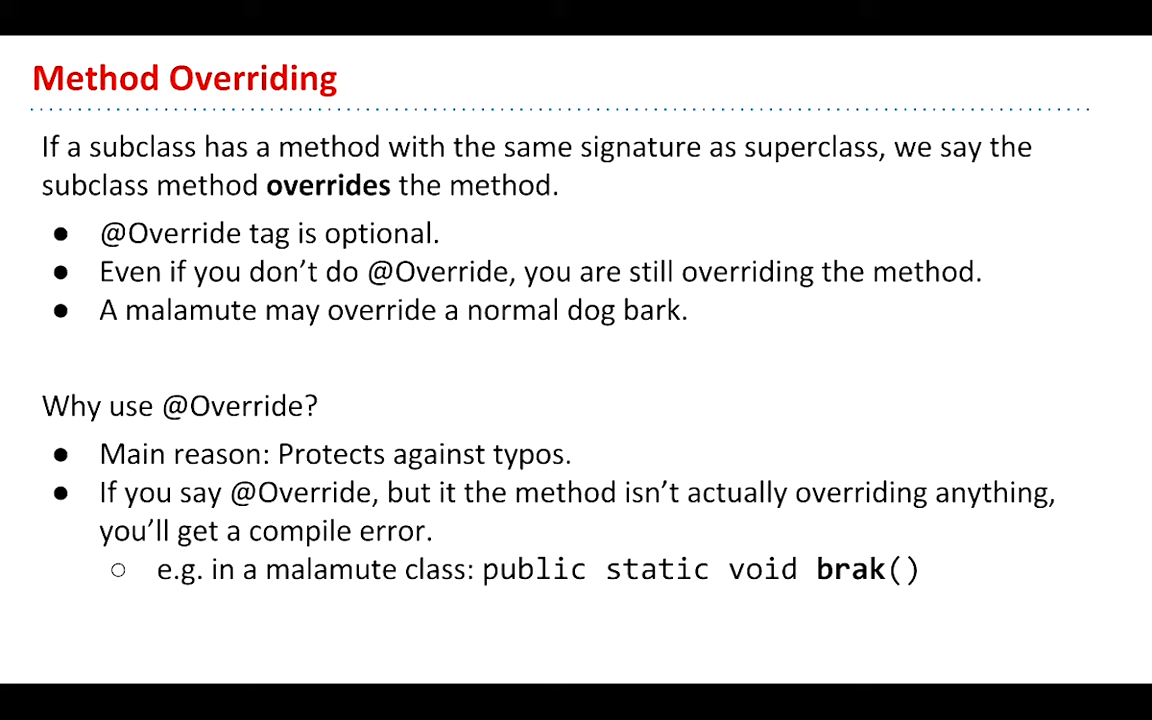 Method Overriding
If a subclass has a method with the same signature as superclass, we say the
subclass method overrides the method.
● @Override tag is optional.
● Even if you don’t do @Override, you are still overriding the method.
● A malamute may override a normal dog bark.
Why use @Override?
● Main reason: Protects against typos.
● If you say @Override, but it the method isn’t actually overriding anything,
you’ll get a compile error.
○ e.g. in a malamute class: public static void brak()